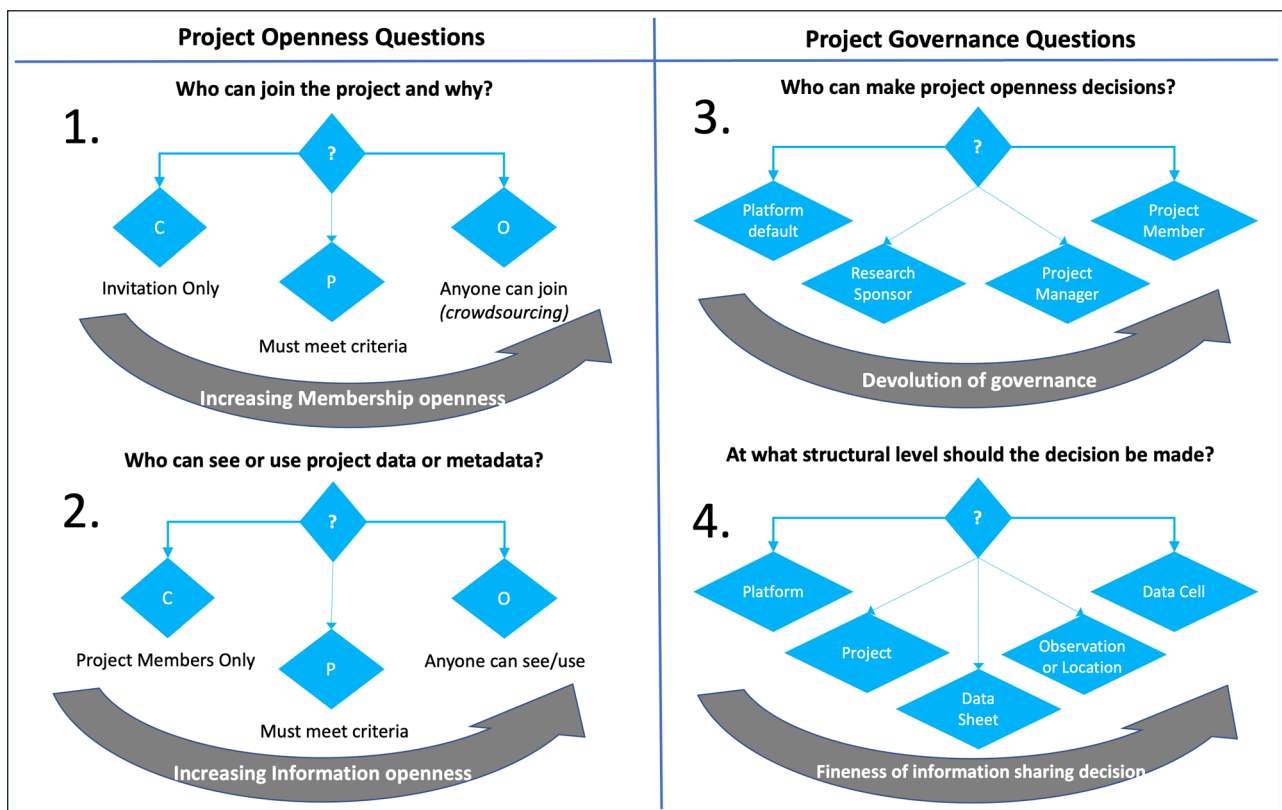 Project Openness Questions
Who can join the project and why?
1.
?
C
O
P
Invitation Only
Anyone can join
(crowdsourcing)
Must meet criteria
Increasing Membership openness
Who can see or use project data or metadata?
2.
?
C
O
P
Project Members Only
Anyone can see/use
Must meet criteria
Increasing Information openness
Project Governance Questions
Who can make project openness decisions?
3.
?
Platform
default
Project
Member
Research
Sponsor
Project
Manager
Devolution of governance
At what structural level should the decision be made?
4.
?
Platform
Data Cell
Project
Observation
or Location
Data
Sheet
Fineness of information sharing decision